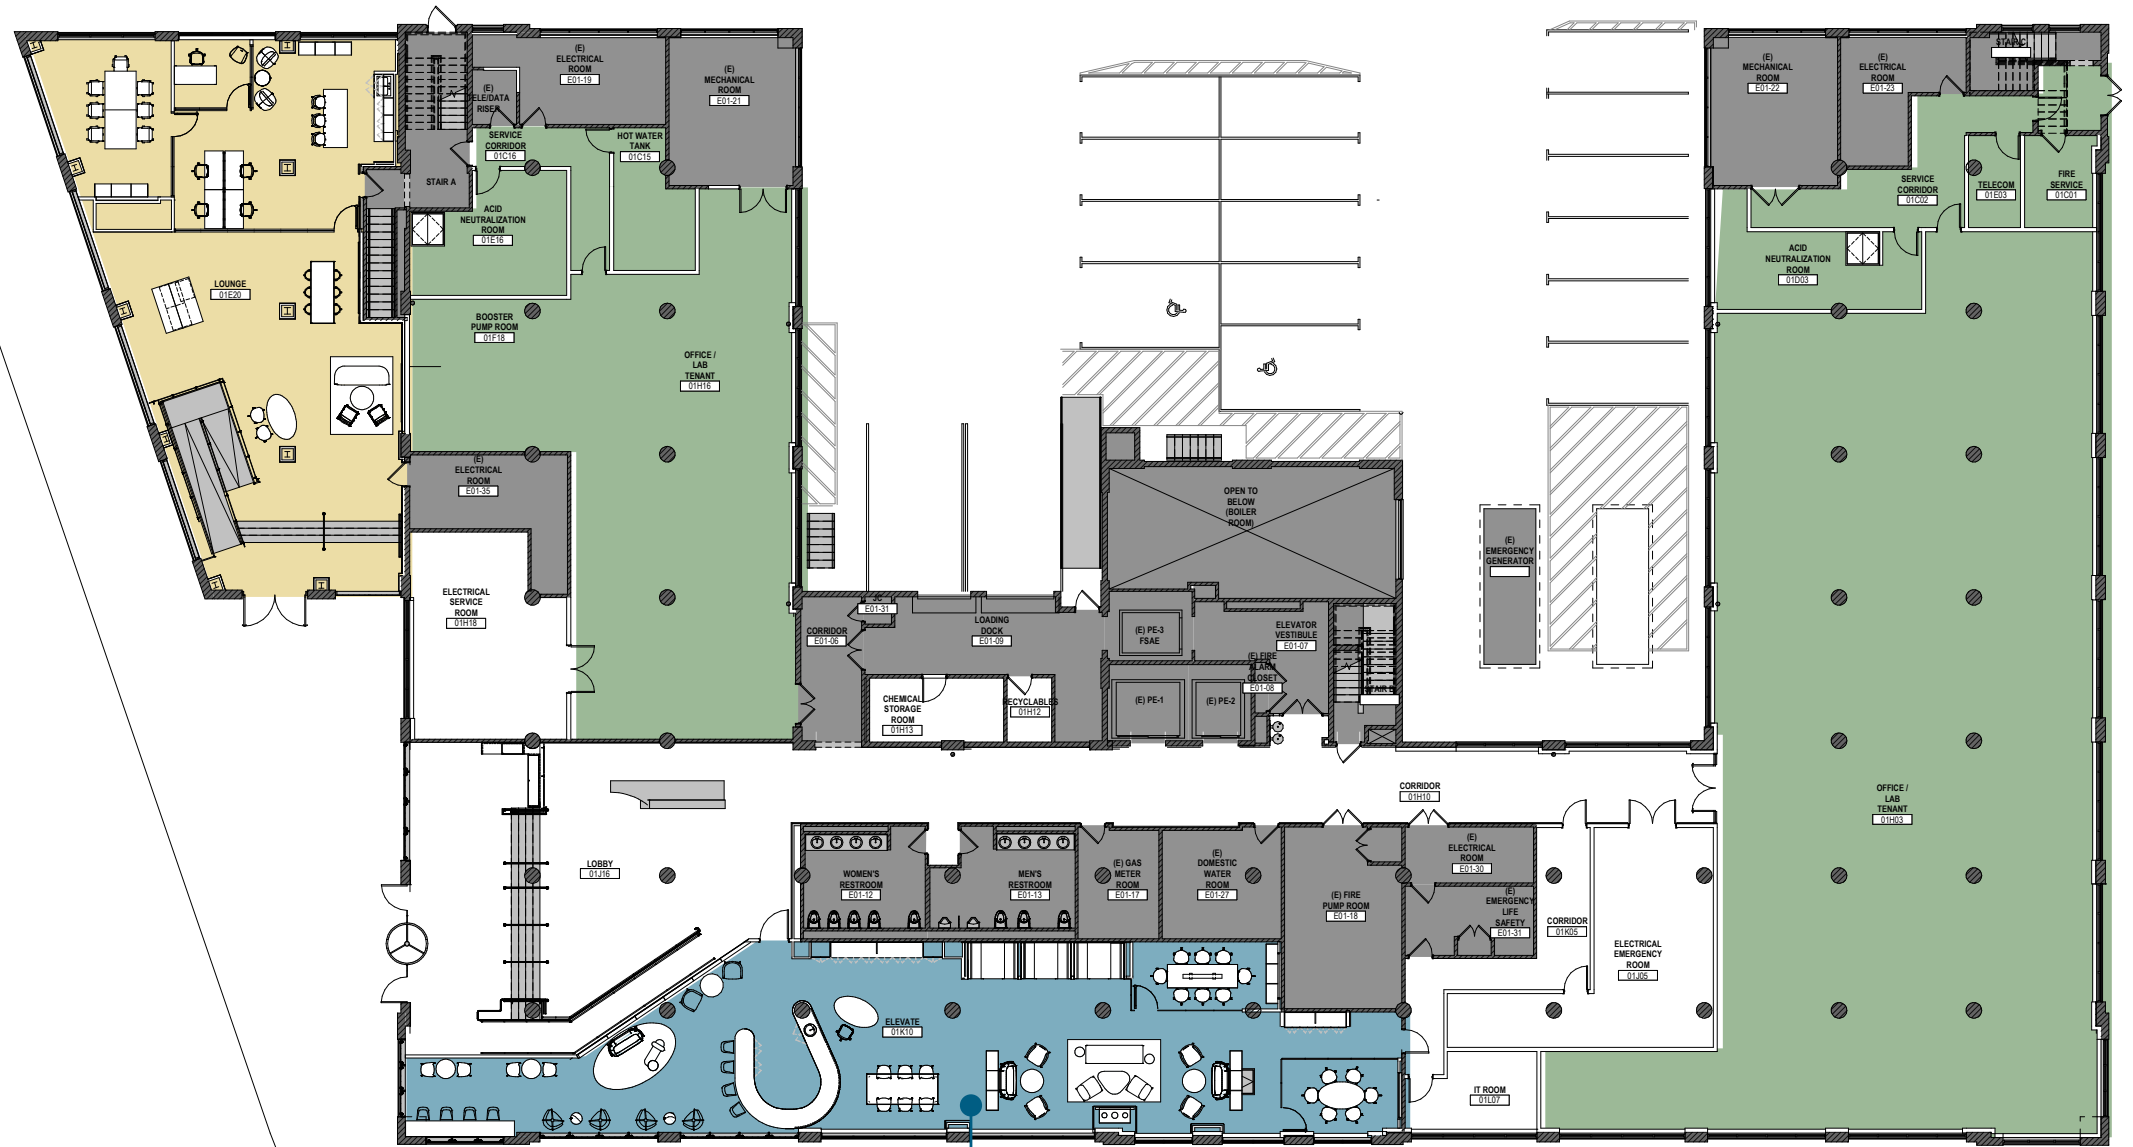 (E)
ELECTRICAL
ROOM
E01-19
(E)
MECHANICAL
ROOM
E01-21
(E)
TELE/DATA
RISER
SERVICE
CORRIDOR
01C16
HOT WATER
TANK
01C15
STAIR A
ACID
NEUTRALIZATION
ROOM
01E16
LOUNGE
01E20
BOOSTER
PUMP ROOM
01F18
OFFICE /
LAB
TENANT
01H16
(E)
ELECTRICAL
ROOM
E01-35
ELECTRICAL
SERVICE
ROOM
01H18
(E)
MECHANICAL
ROOM
E01-22
(E)
ELECTRICAL
ROOM
E01-23
STAIR C
SERVICE
CORRIDOR
01C02
TELECOM
01E03
FIRE
SERVICE
01C01
ACID
NEUTRALIZATION
ROOM
01D03
OPEN TO
BELOW
(BOILER
ROOM)
(E)
EMERGENCY
GENERATOR
JC
E01-31
CORRIDOR
E01-06
LOADING
DOCK
E01-09
(E) PE-3
FSAE
ELEVATOR
VESTIBULE
E01-07
(E) FIRE
ALARM
CLOSET
E01-08
(E) PE-1
(E) PE-2
STAIR B
CHEMICAL
STORAGE
ROOM
01H13
RECYCLABLES
01H12
CORRIDOR
01H10
OFFICE /
LAB
TENANT
01H03
LOBBY
01J16
WOMEN'S
RESTROOM
E01-12
MEN'S
RESTROOM
E01-13
(E) GAS
METER
ROOM
E01-17
(E)
DOMESTIC
WATER
ROOM
E01-27
(E) FIRE
PUMP ROOM
E01-18
(E)
ELECTRICAL
ROOM
E01-30
(E)
EMERGENCY
LIFE
SAFETY
E01-31
CORRIDOR
01K05
ELECTRICAL
EMERGENCY
ROOM
01J05
ELEVATE
01K10
IT ROOM
01L07